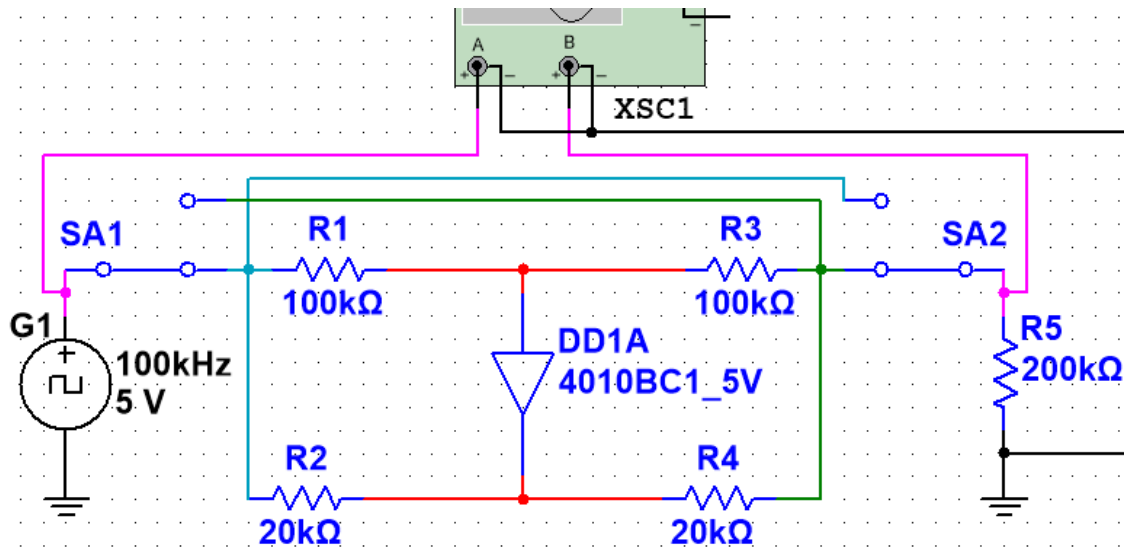 A
B
+
−
+
−
−
XSC1
SA1
R1
R3
SA2
100kΩ
100kΩ
G1
+
100kHz
5 V
DD1A
4010BC1_5V
R5
200kΩ
R2
R4
20kΩ
20kΩ